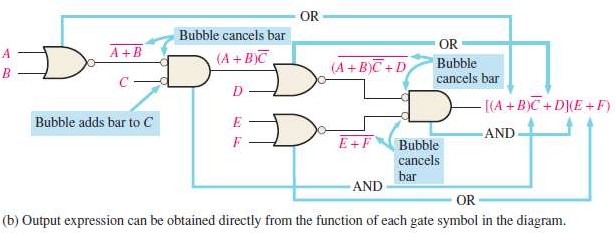 OR
Bubble cancels bar
A
B
A + B̅
C
(A + B)C̅
Bubble adds bar to C
D
E
F
OR
(A + B)C̅ + D
Bubble
cancels bar
[(A + B)C̅ + D](E + F)
E + F
Bubble
cancels
bar
AND
AND
OR
(b) Output expression can be obtained directly from the function of each gate symbol in the diagram.